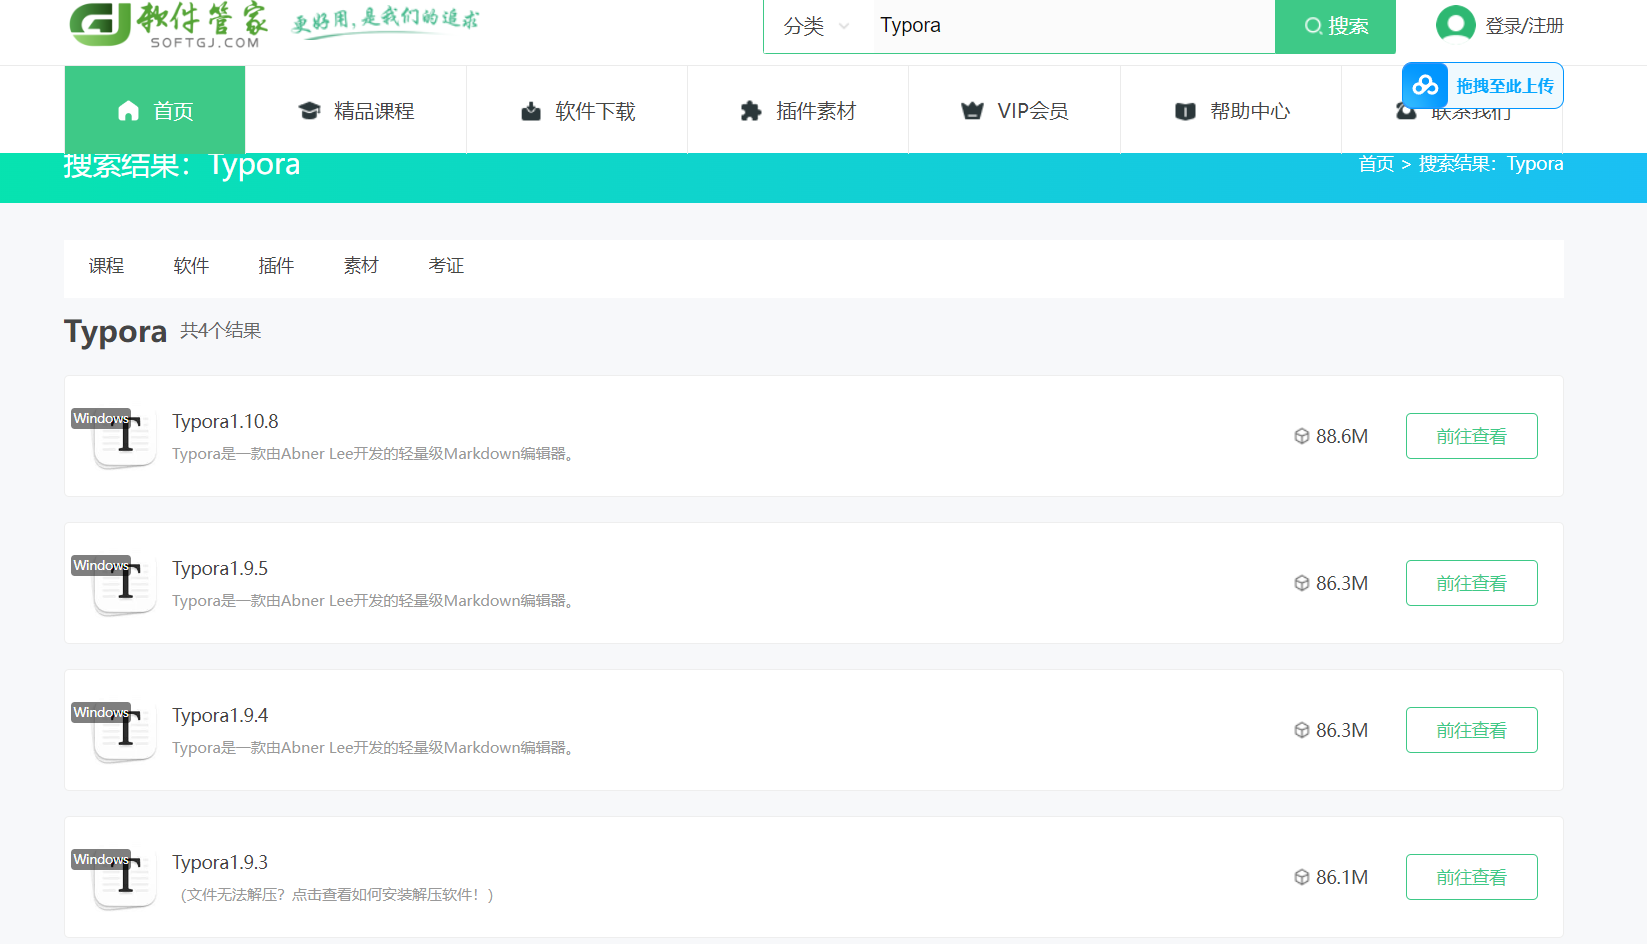 软件管家
SOFTGJ.COM
更好用，是我们的追求
分类
Typora
搜索
登录/注册
拖拽至此上传
首页
精品课程
软件下载
插件素材
VIP会员
帮助中心
联系我们
搜索结果：Typora
首页 > 搜索结果：Typora
课程
软件
插件
素材
考证
Typora 共4个结果
Windows
Typora1.10.8
Typora是一款由Abner Lee开发的轻量级Markdown编辑器。
88.6M
前往查看
Windows
Typora1.9.5
Typora是一款由Abner Lee开发的轻量级Markdown编辑器。
86.3M
前往查看
Windows
Typora1.9.4
Typora是一款由Abner Lee开发的轻量级Markdown编辑器。
86.3M
前往查看
Windows
Typora1.9.3
（文件无法解压？点击查看如何安装解压软件！）
86.1M
前往查看